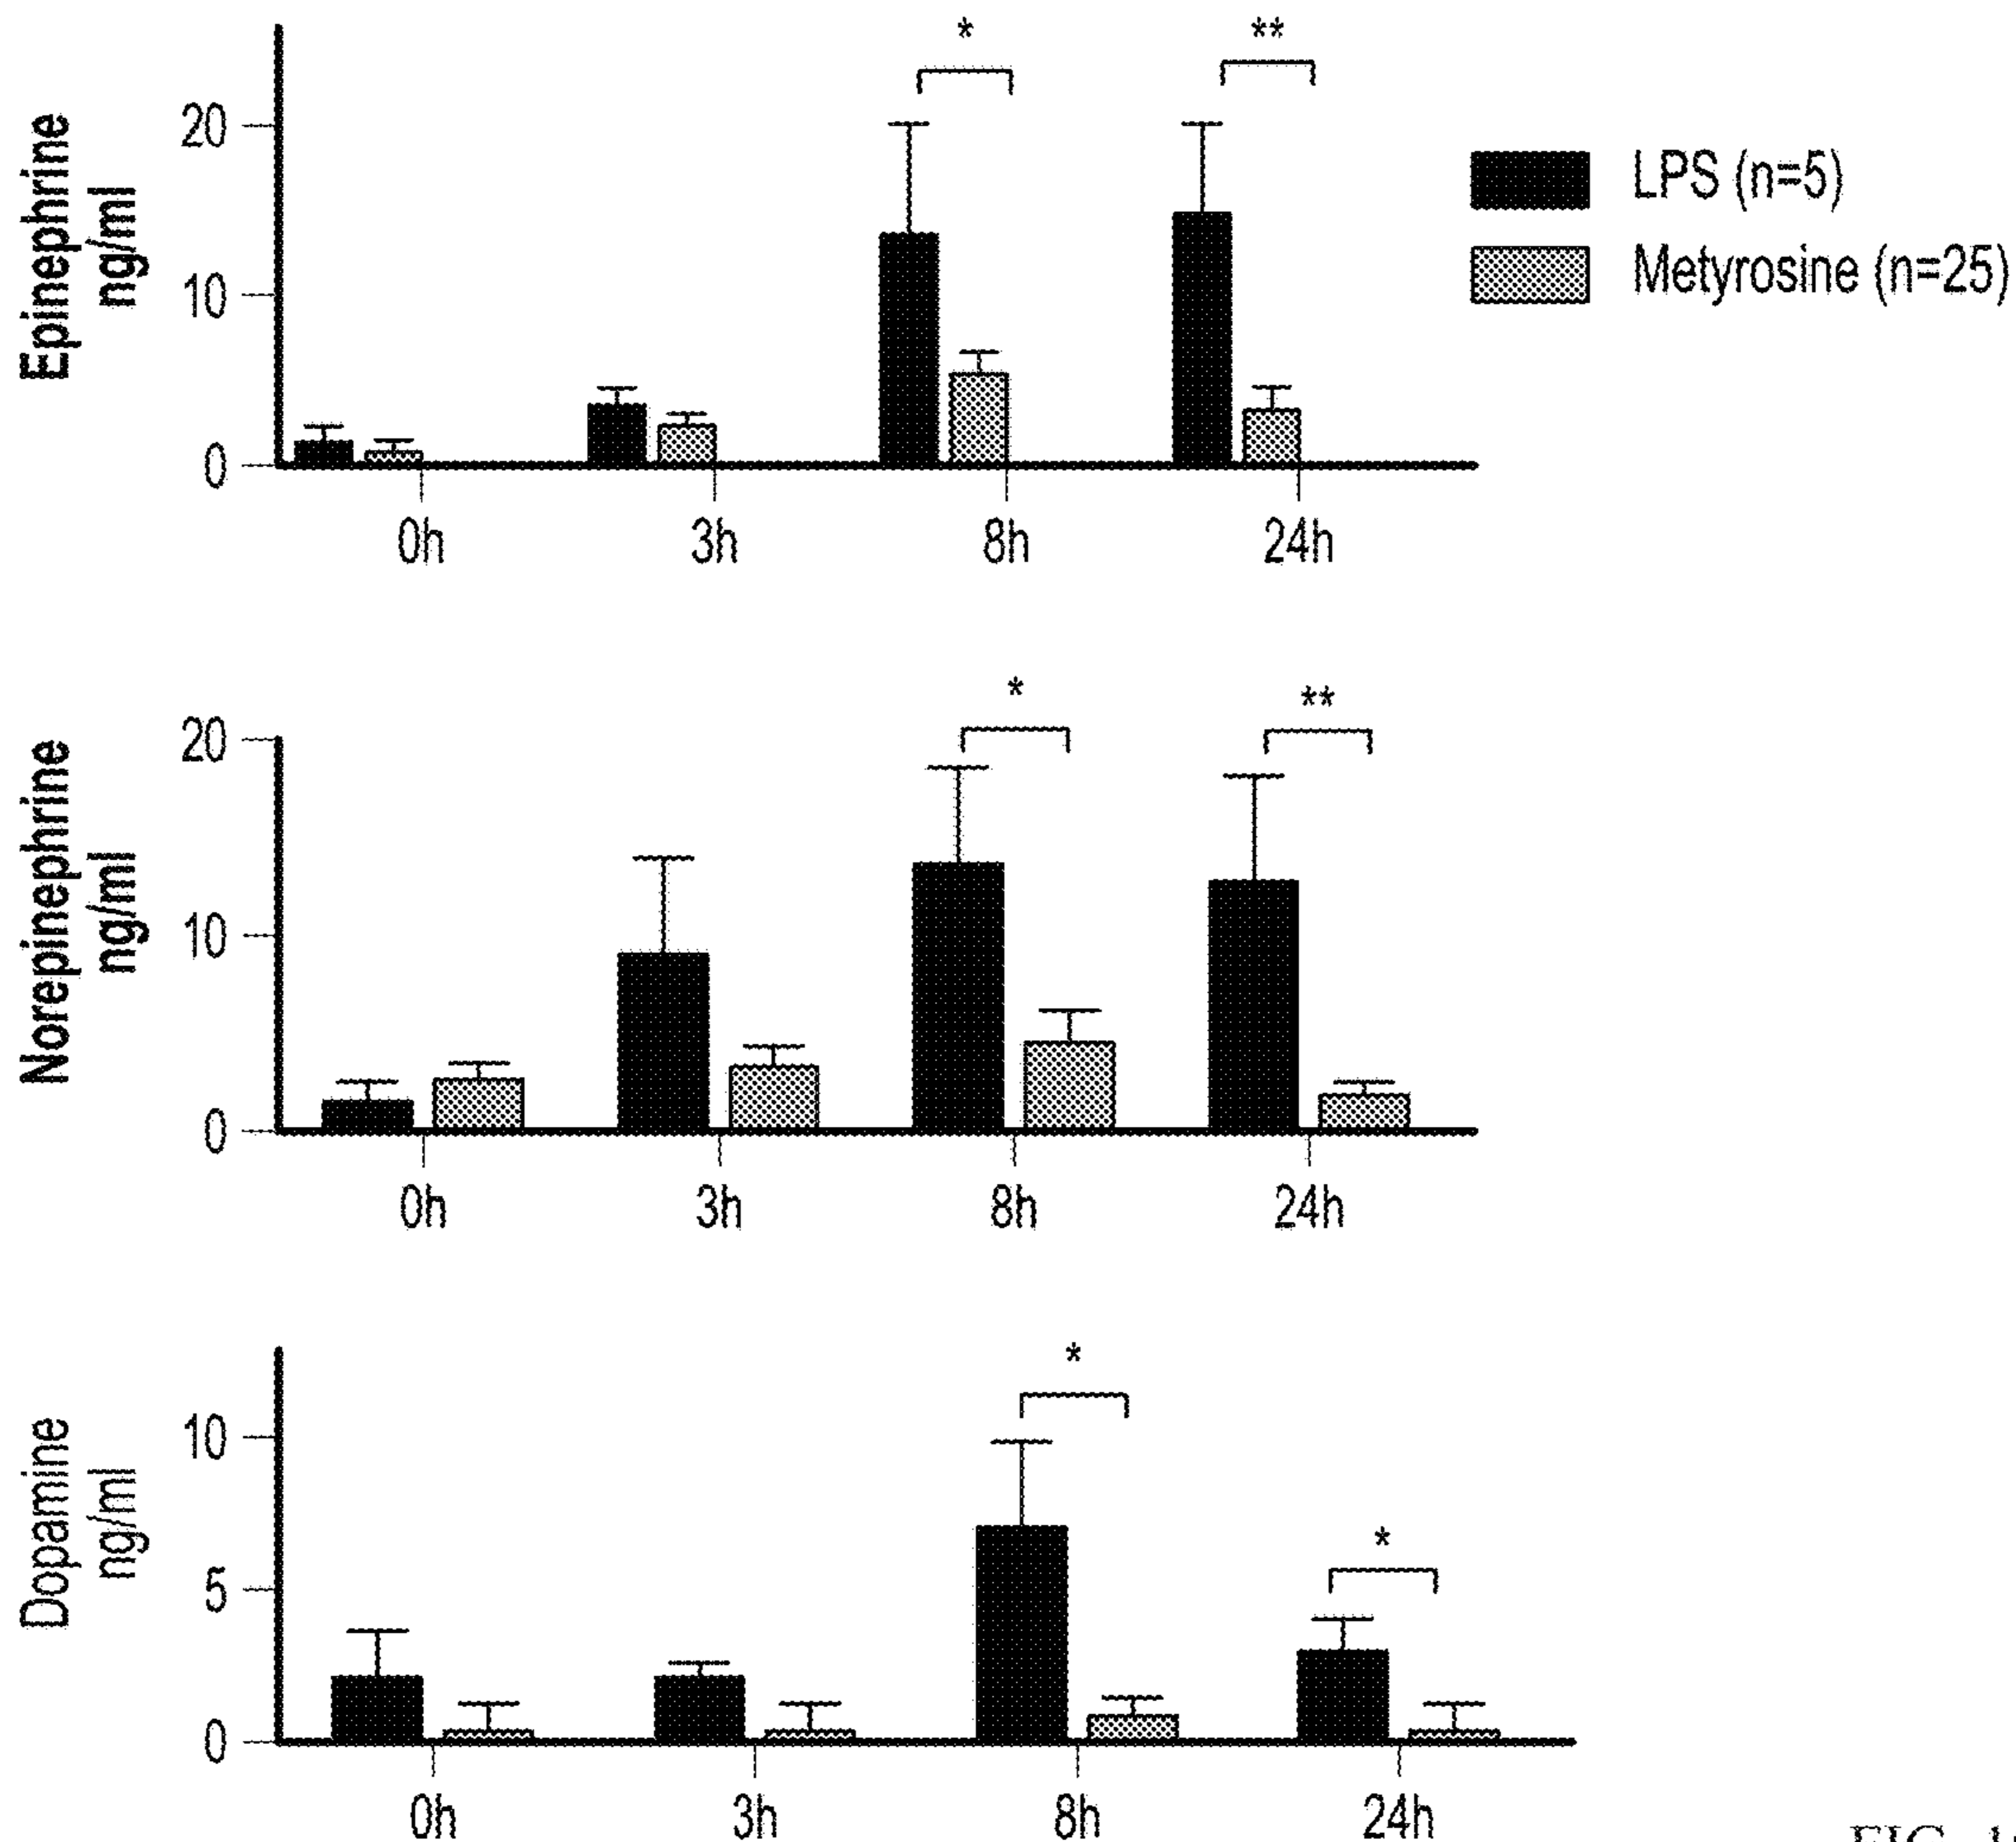 Epinephrine
ng/ml
20
10
0
*
**
LPS (n=5)
Metyrosine (n=25)
0h 3h 8h 24h
Norepinephrine
ng/ml
20
10
0
*
**
0h 3h 8h 24h
Dopamine
ng/ml
10
5
0
*
*
0h 3h 8h 24h